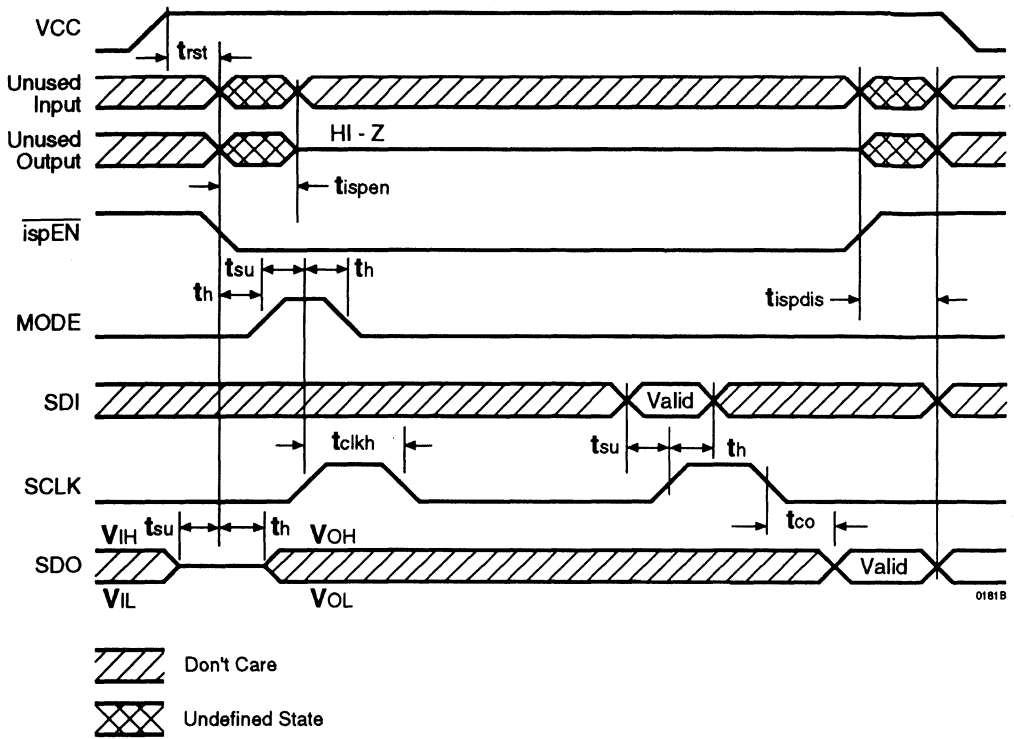 VCC
trst
Unused
Input
Unused
Output
HI - Z
tispen
ispEN
tsu
th
th
tispdis
MODE
SDI
Valid
tclkh
tsu
th
SCLK
tsu
th
tco
VIH
VOH
SDO
Valid
VIL
VOL
0181B
Don't Care
Undefined State